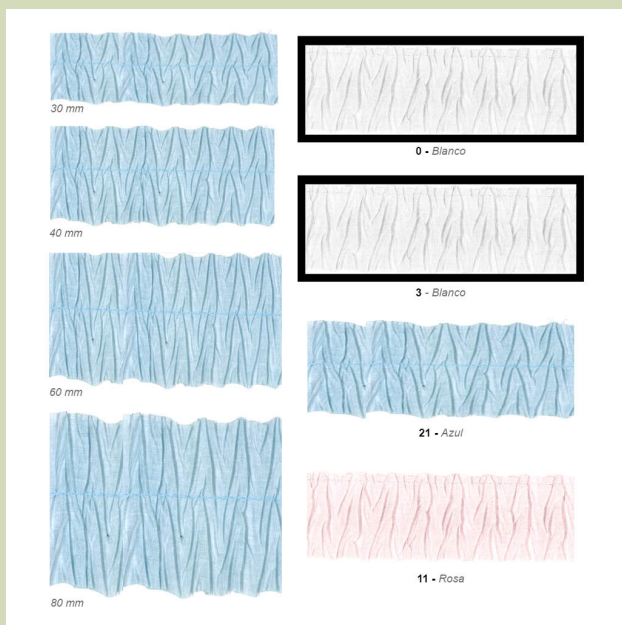 30 mm
40 mm
60 mm
80 mm
0 - Blanco
3 - Blanco
21 - Azul
11 - Rosa